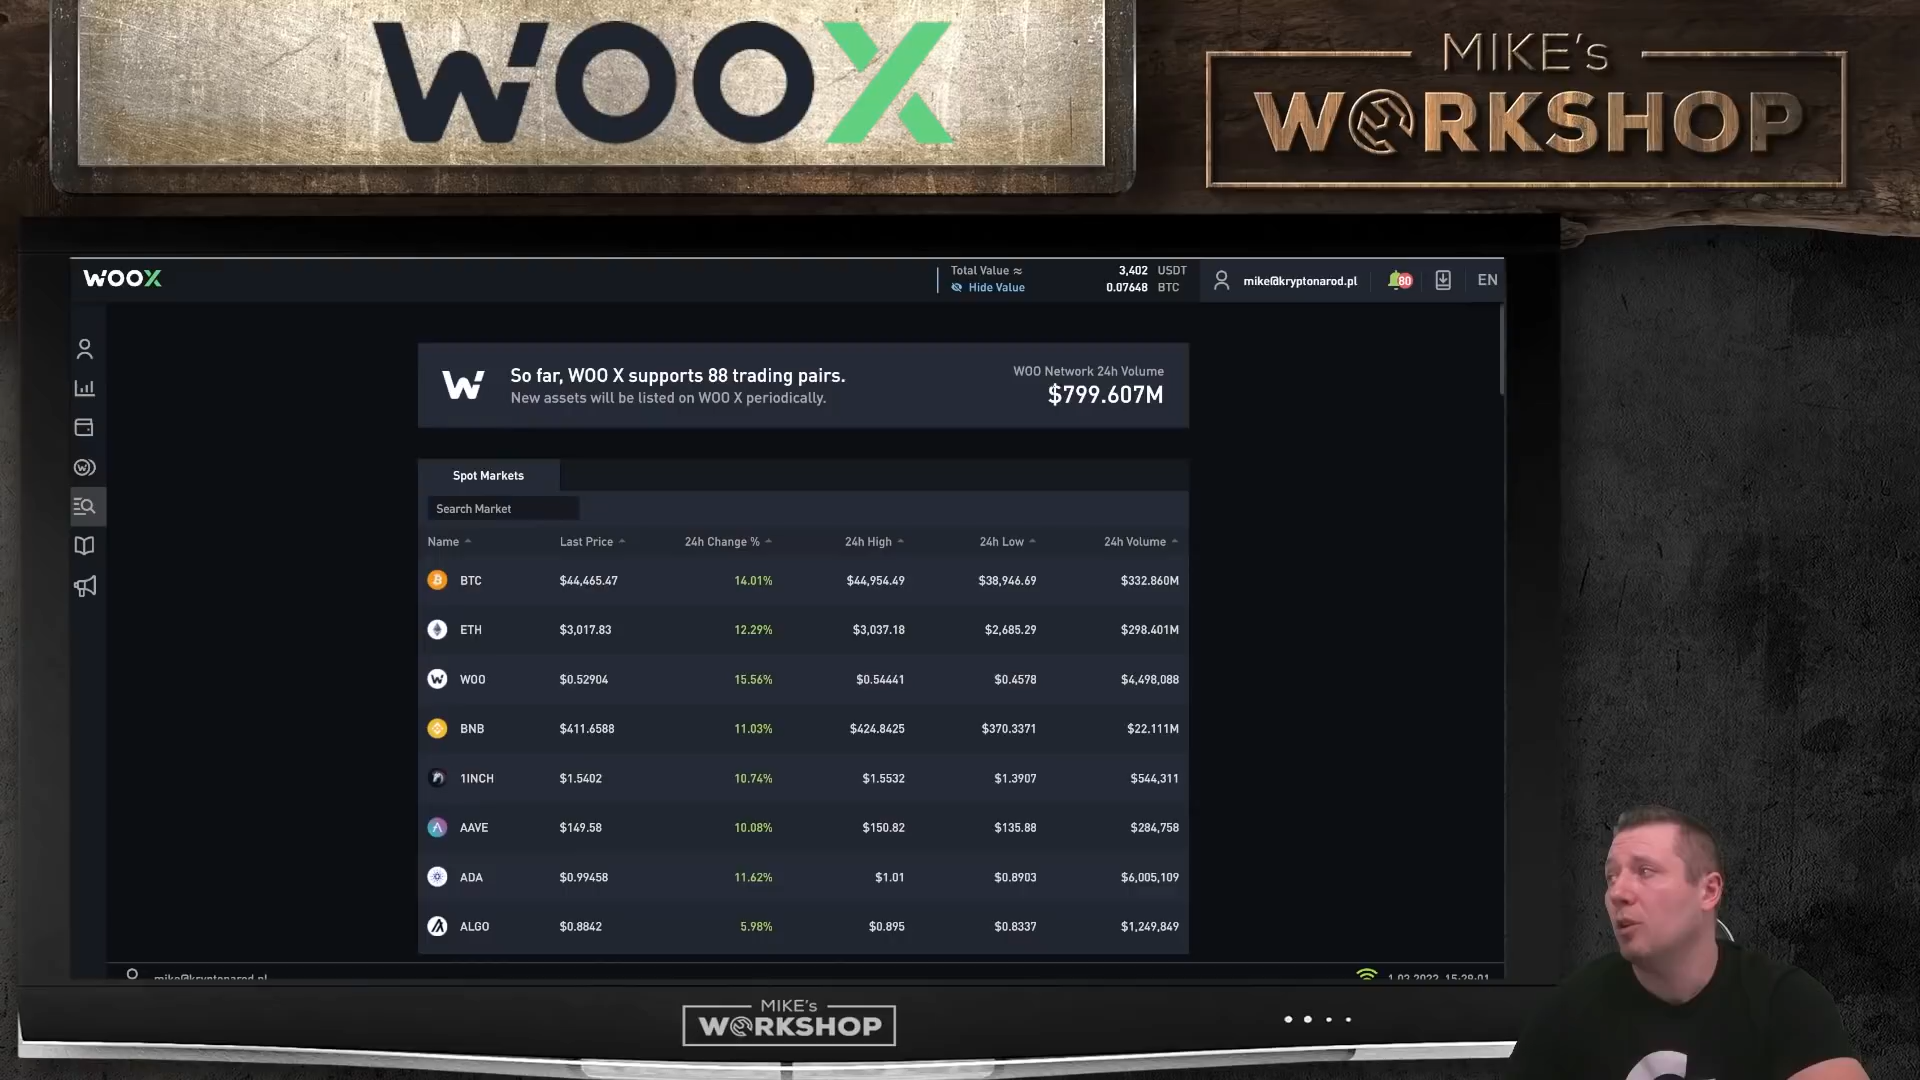 WOOX
MIKE's
WORKSHOP
WOOX
Total Value ≈ 3,402 USDT
Hide Value 0.07648 BTC
mike@kryptonarod.pl
80
EN
So far, WOO X supports 88 trading pairs.
New assets will be listed on WOO X periodically.
WOO Network 24h Volume
$799.607M
Spot Markets
Search Market
Name Last Price 24h Change % 24h High 24h Low 24h Volume
BTC $44,465.47 14.01% $44,954.49 $38,946.69 $332.860M
ETH $3,017.83 12.29% $3,037.18 $2,685.29 $298.401M
WOO $0.52904 15.56% $0.54441 $0.4578 $4,498,088
BNB $411.6588 11.03% $424.8425 $370.3371 $22.111M
1INCH $1.5402 10.74% $1.5532 $1.3907 $544,311
AAVE $149.58 10.08% $150.82 $135.88 $284,758
ADA $0.99458 11.62% $1.01 $0.8903 $6,005,109
ALGO $0.8842 5.98% $0.895 $0.8337 $1,249,849
mike@kryptonarod.pl
MIKE's
WORKSHOP